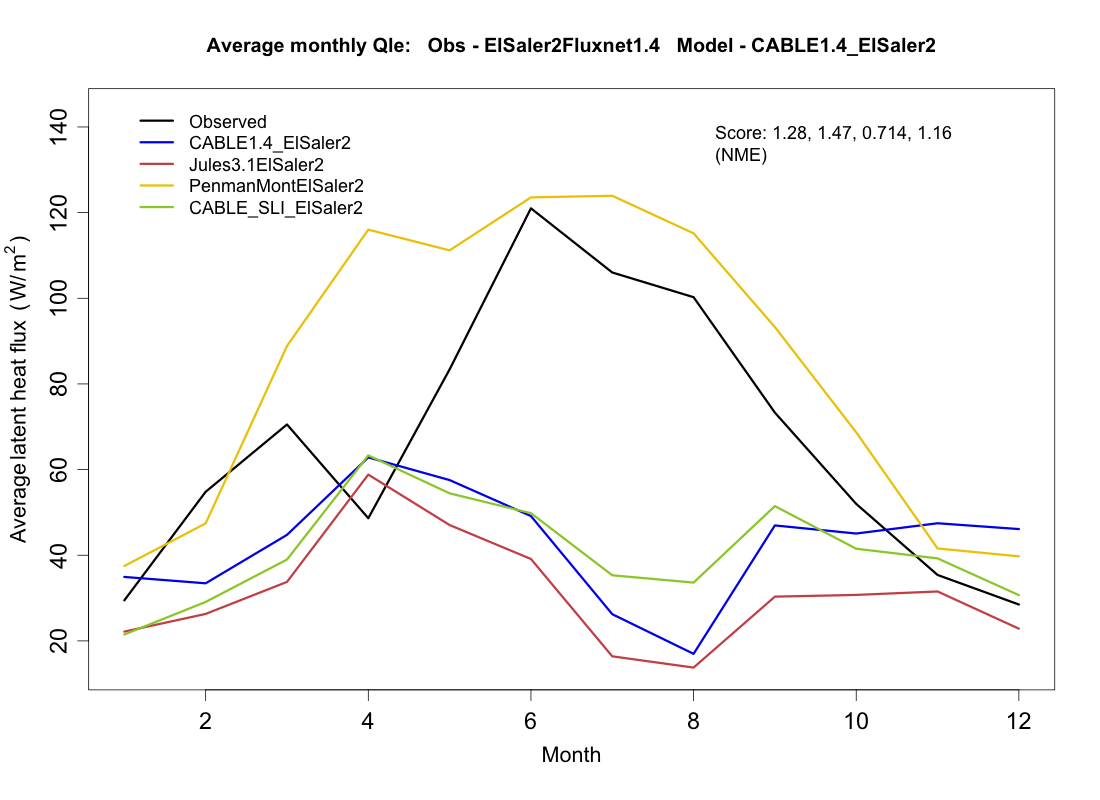 Average monthly Qle:   Obs - ElSaler2Fluxnet1.4   Model - CABLE1.4_ElSaler2
Observed
CABLE1.4_ElSaler2
Jules3.1ElSaler2
PenmanMontElSaler2
CABLE_SLI_ElSaler2
Score: 1.28, 1.47, 0.714, 1.16
(NME)
Average latent heat flux (W/m²)
140
120
100
80
60
40
20
2 4 6 8 10 12
Month